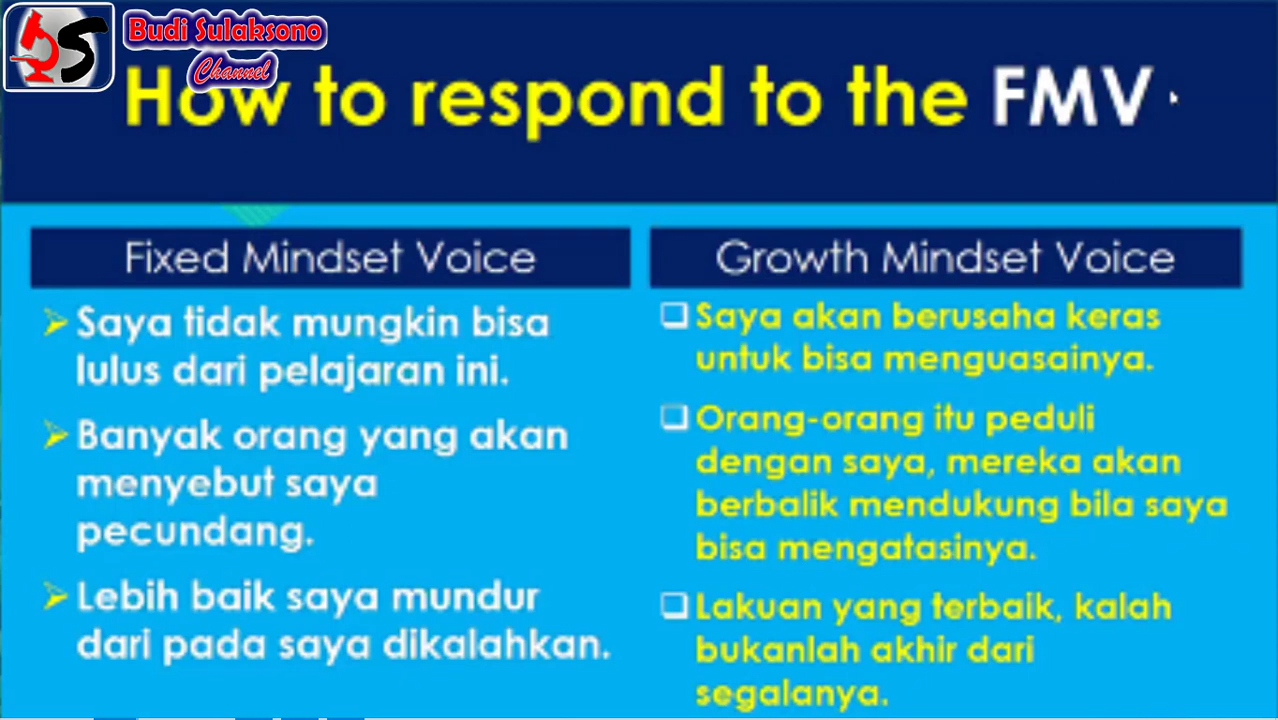 Budi Sulaksono
Channel
How to respond to the FMV
Fixed Mindset Voice
Saya tidak mungkin bisa
lulus dari pelajaran ini.
Banyak orang yang akan
menyebut saya
pecundang.
Lebih baik saya mundur
dari pada saya dikalahkan.
Growth Mindset Voice
Saya akan berusaha keras
untuk bisa menguasainya.
Orang-orang itu peduli
dengan saya, mereka akan
berbalik mendukung bila saya
bisa mengatasinya.
Lakuan yang terbaik, kalah
bukanlah akhir dari
segalanya.